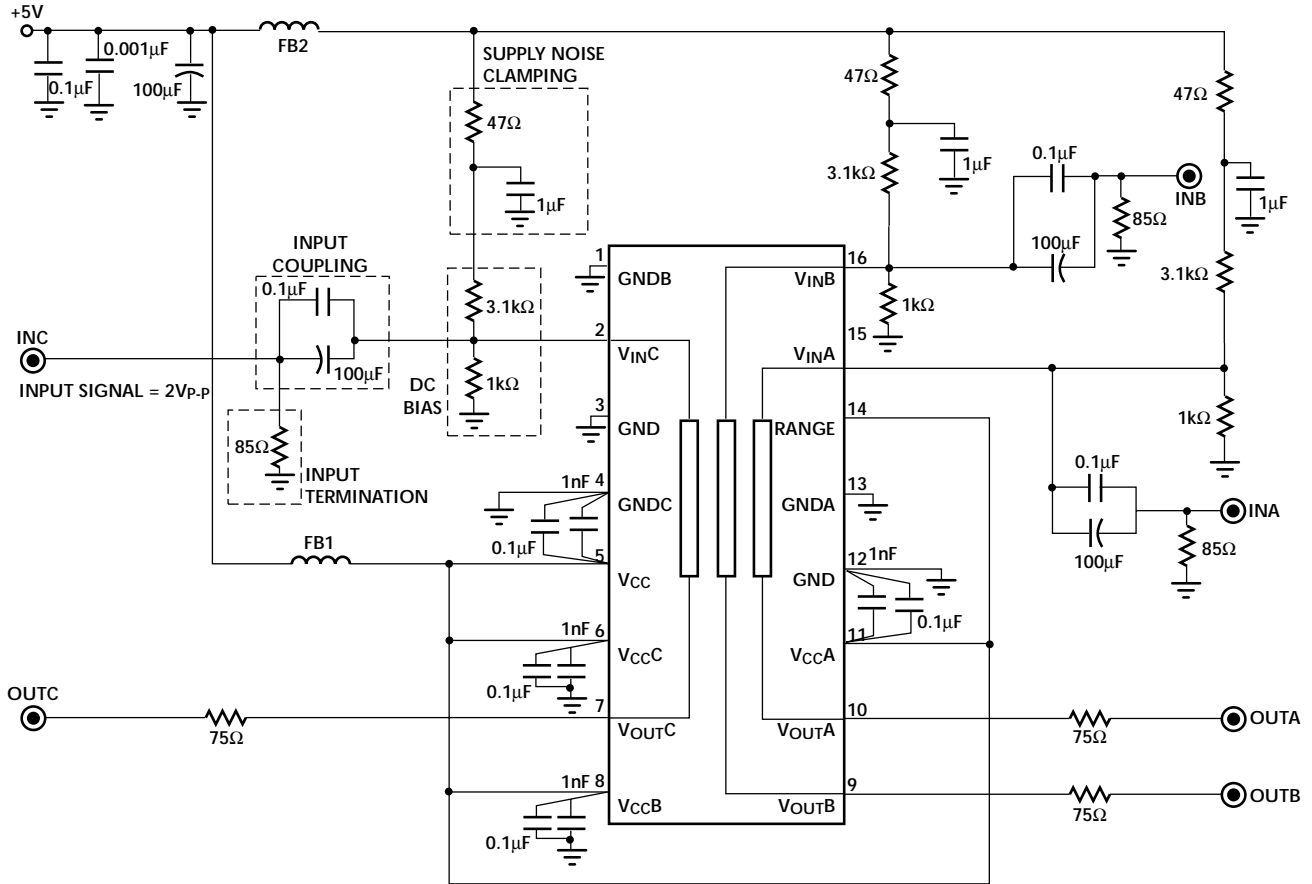 +5V
0.1µF
0.001µF
100µF
FB2
SUPPLY NOISE
CLAMPING
47Ω
1µF
47Ω
1µF
3.1kΩ
0.1µF
100µF
85Ω
INB
47Ω
1µF
3.1kΩ
INPUT
COUPLING
0.1µF
100µF
INC
INPUT SIGNAL = 2VP-P
85Ω
INPUT
TERMINATION
3.1kΩ
1kΩ
DC
BIAS
1
GNDB
2
VINC
3
GND
1nF
4
GNDC
0.1µF
5
VCC
FB1
1nF
6
VCCC
0.1µF
7
VOUTC
OUTC
75Ω
1nF
8
VCCB
0.1µF
16
VINB
1kΩ
15
VINA
14
RANGE
13
GNDA
12
1nF
GND
0.1µF
11
VCCA
10
VOUTA
75Ω
OUTA
9
VOUTB
75Ω
OUTB
1kΩ
0.1µF
100µF
85Ω
INA